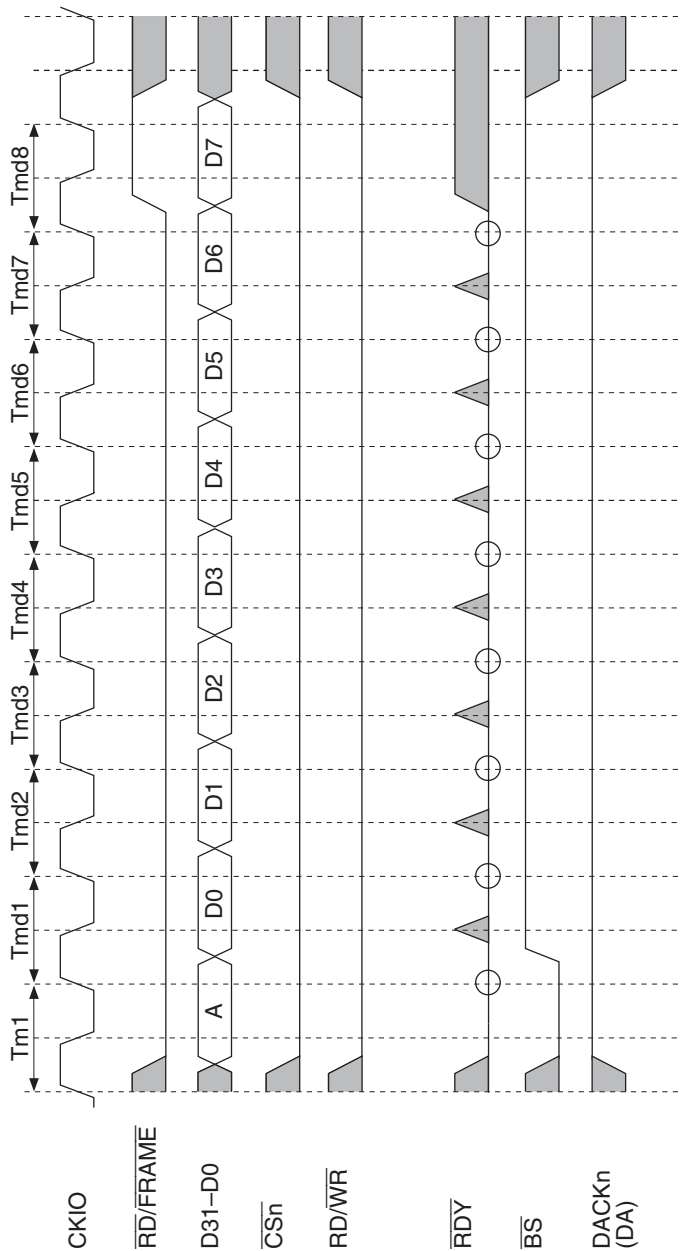 Tm1 Tmd1 Tmd2 Tmd3 Tmd4 Tmd5 Tmd6 Tmd7 Tmd8
CKIO
RD/FRAME
D31–D0 A D0 D1 D2 D3 D4 D5 D6 D7
CSn
RD/WR
RDY
BS
DACKn
(DA)